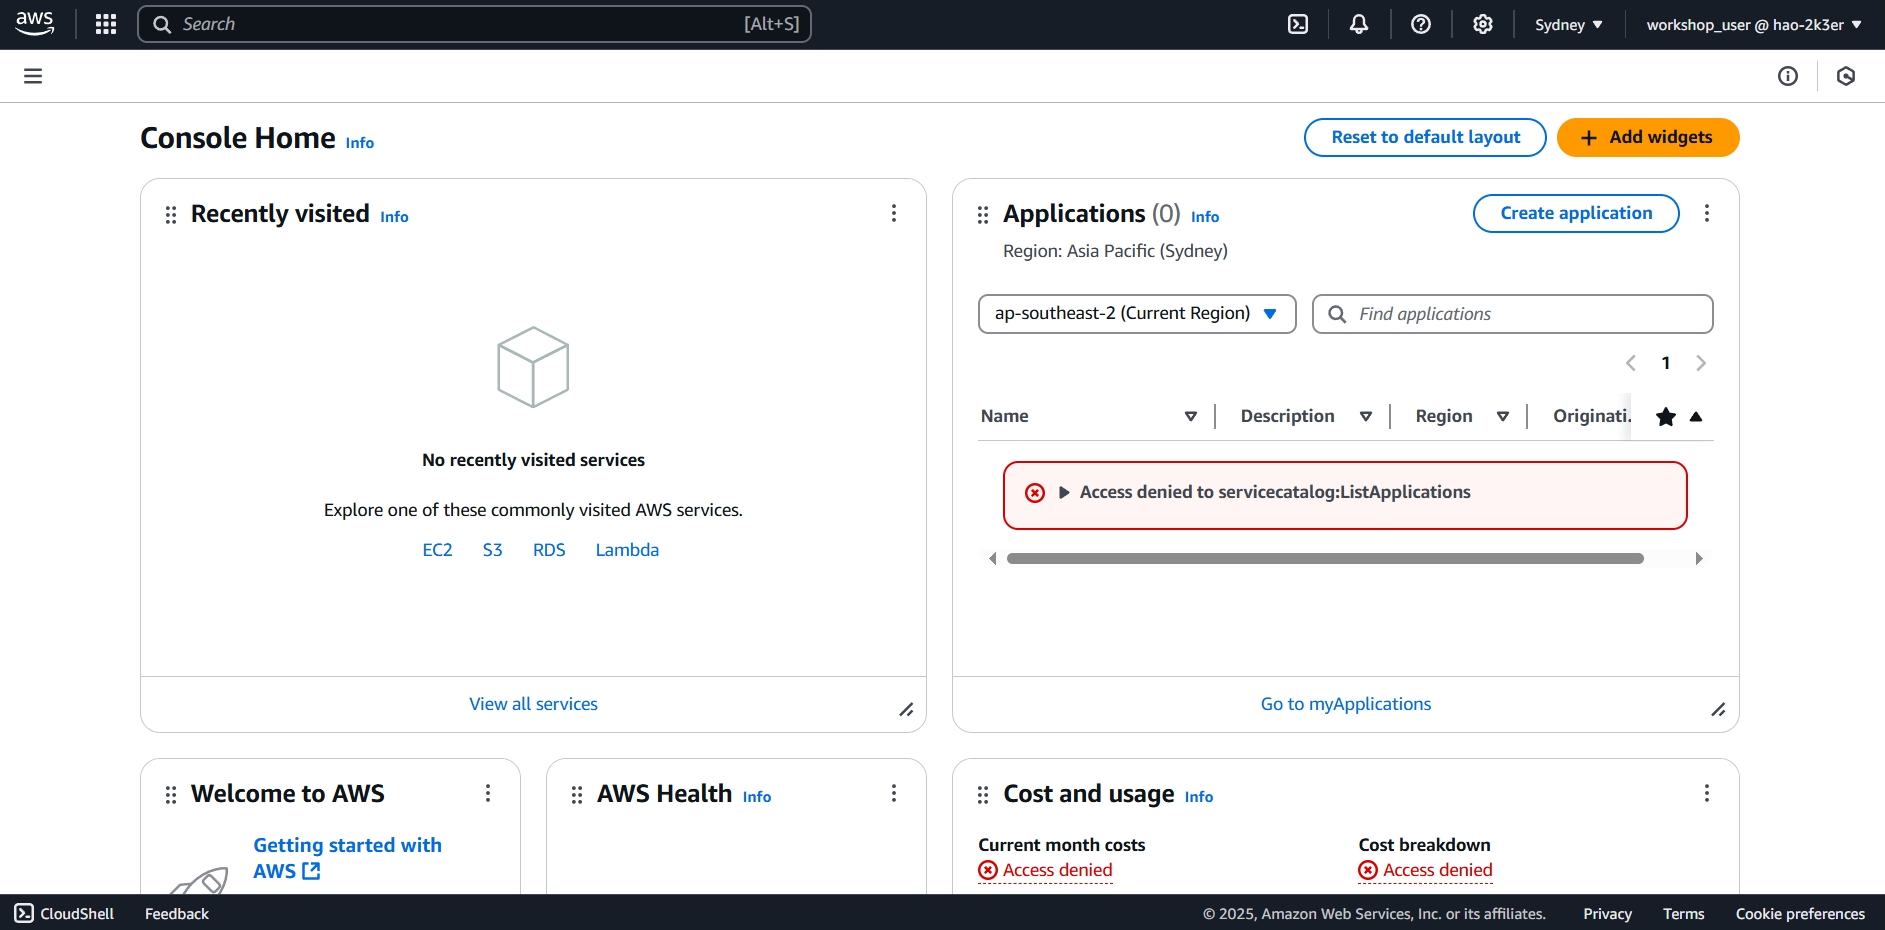 aws
Search [Alt+S]
Sydney
workshop_user @ hao-2k3er
Console Home Info
Reset to default layout
Add widgets
Recently visited Info
No recently visited services
Explore one of these commonly visited AWS services.
EC2 S3 RDS Lambda
View all services
Applications (0) Info
Create application
Region: Asia Pacific (Sydney)
ap-southeast-2 (Current Region)
Find applications
1
Name Description Region Originati.
Access denied to servicecatalog:ListApplications
Go to myApplications
Welcome to AWS
Getting started with
AWS
AWS Health Info
Cost and usage Info
Current month costs
Access denied
Cost breakdown
Access denied
CloudShell Feedback
© 2025, Amazon Web Services, Inc. or its affiliates. Privacy Terms Cookie preferences